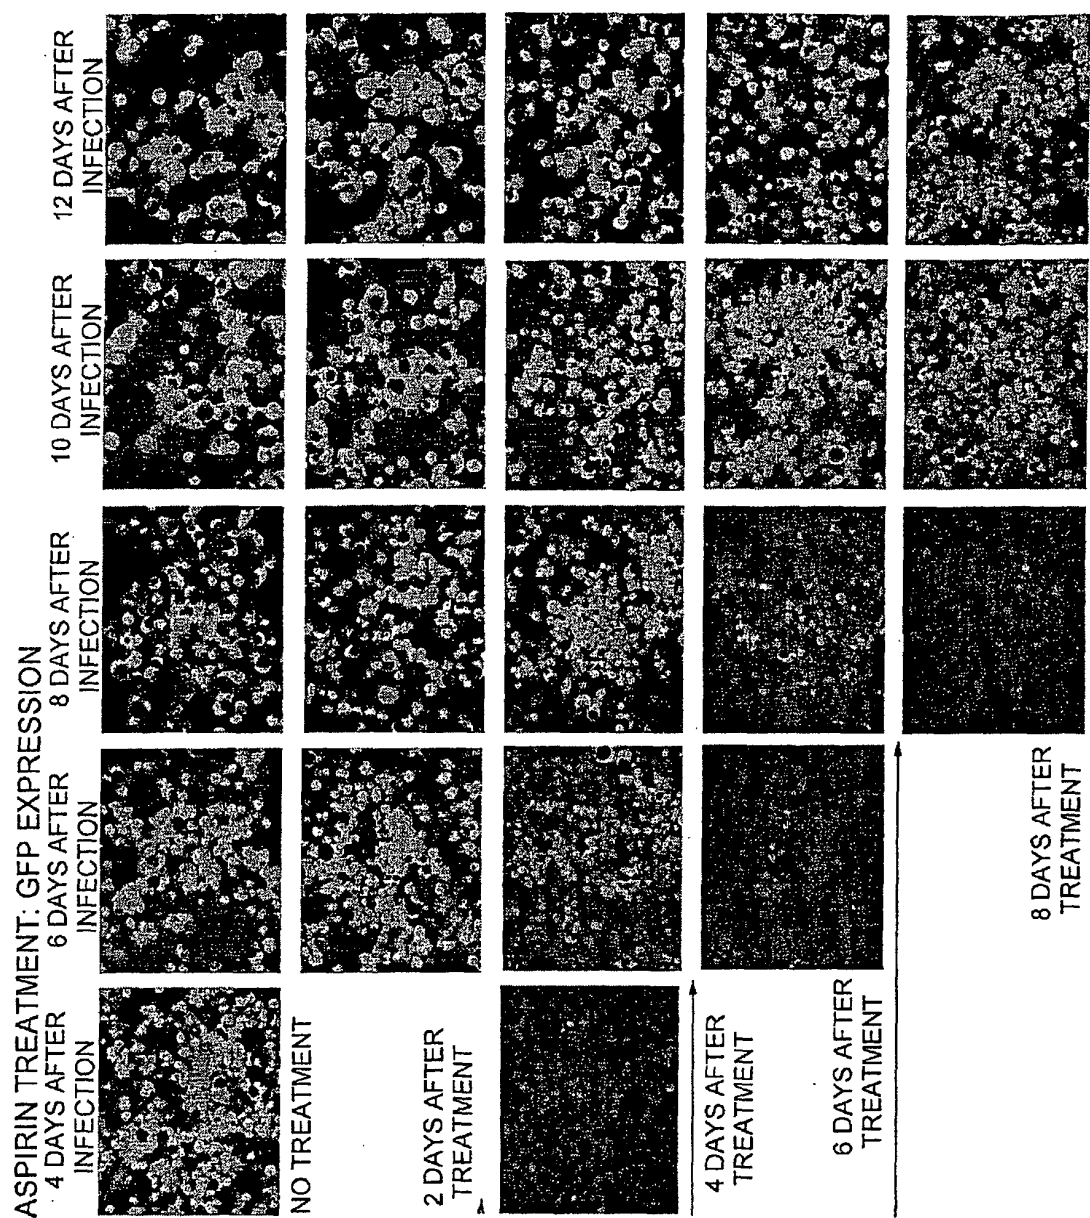 ASPIRIN TREATMENT: GFP EXPRESSION
4 DAYS AFTER
INFECTION
6 DAYS AFTER
INFECTION
8 DAYS AFTER
INFECTION
10 DAYS AFTER
INFECTION
12 DAYS AFTER
INFECTION
NO TREATMENT
2 DAYS AFTER
TREATMENT
4 DAYS AFTER
TREATMENT
6 DAYS AFTER
TREATMENT
8 DAYS AFTER
TREATMENT